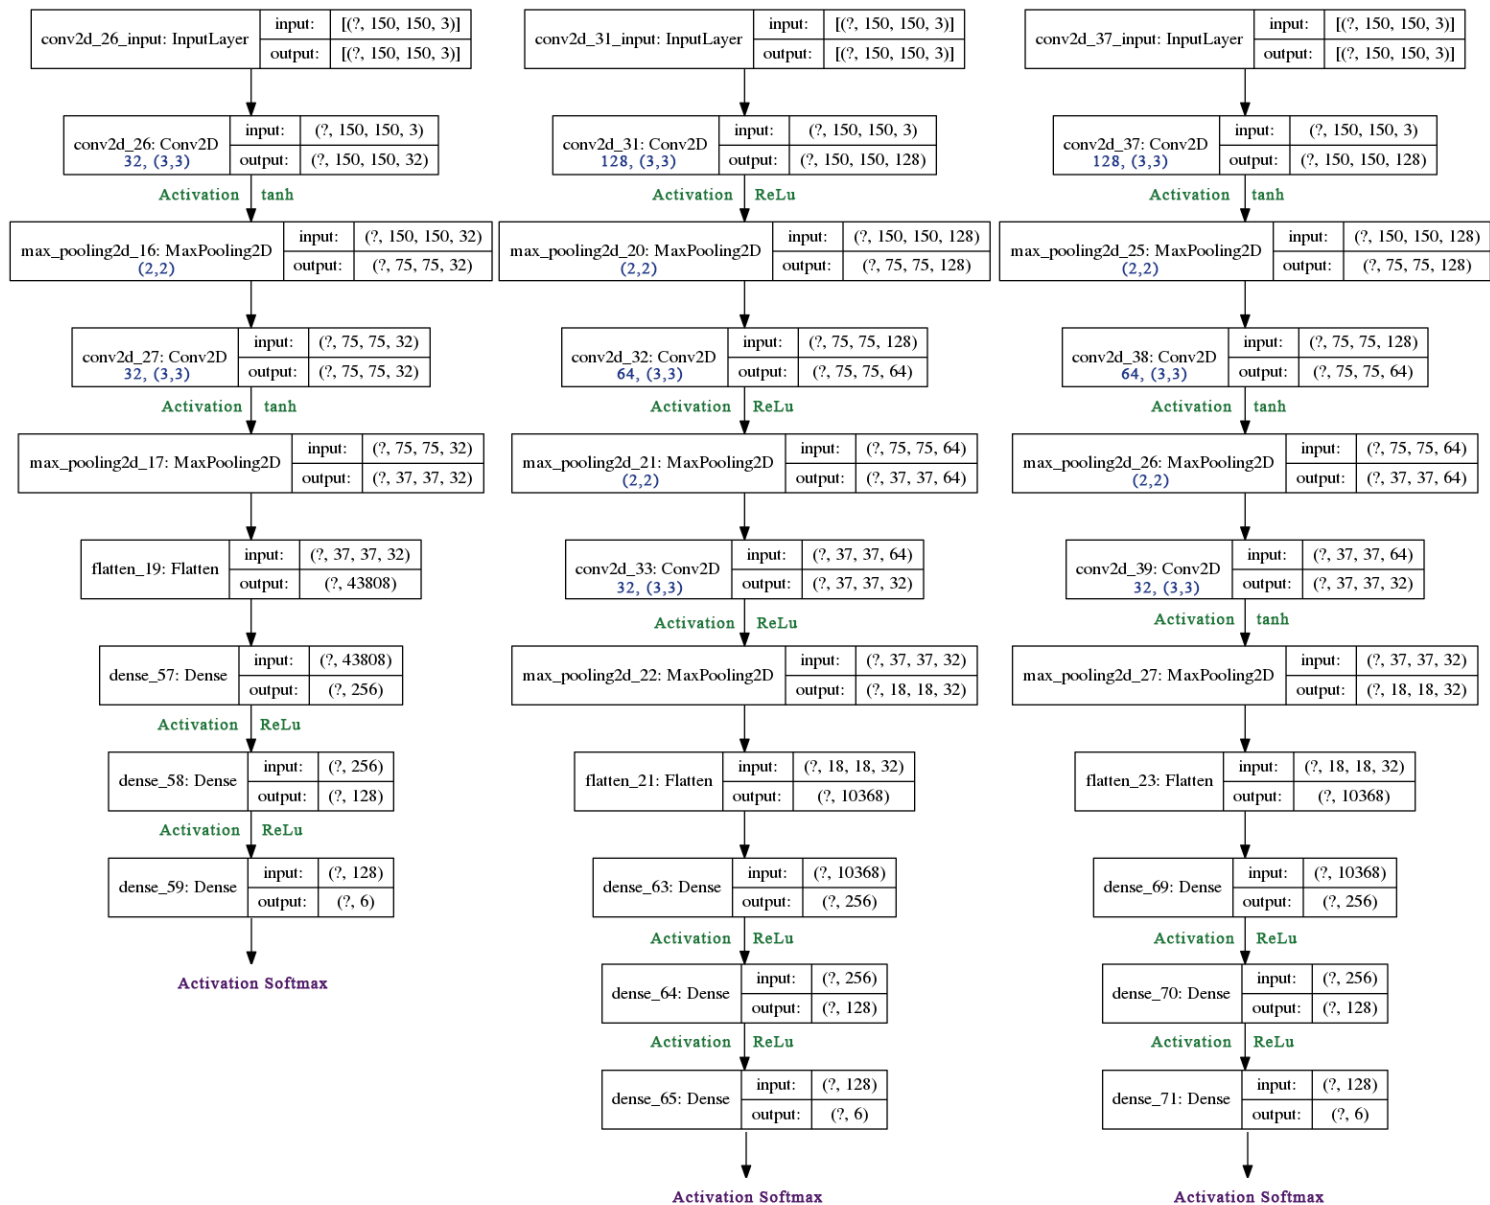 conv2d_26_input: InputLayer
input: [(?, 150, 150, 3)]
output: [(?, 150, 150, 3)]
conv2d_26: Conv2D
32, (3,3)
input: (?, 150, 150, 3)
output: (?, 150, 150, 32)
Activation tanh
max_pooling2d_16: MaxPooling2D
(2,2)
input: (?, 150, 150, 32)
output: (?, 75, 75, 32)
conv2d_27: Conv2D
32, (3,3)
input: (?, 75, 75, 32)
output: (?, 75, 75, 32)
Activation tanh
max_pooling2d_17: MaxPooling2D
input: (?, 75, 75, 32)
output: (?, 37, 37, 32)
flatten_19: Flatten
input: (?, 37, 37, 32)
output: (?, 43808)
dense_57: Dense
input: (?, 43808)
output: (?, 256)
Activation ReLu
dense_58: Dense
input: (?, 256)
output: (?, 128)
Activation ReLu
dense_59: Dense
input: (?, 128)
output: (?, 6)
Activation Softmax
conv2d_31_input: InputLayer
input: [(?, 150, 150, 3)]
output: [(?, 150, 150, 3)]
conv2d_31: Conv2D
128, (3,3)
input: (?, 150, 150, 3)
output: (?, 150, 150, 128)
Activation ReLu
max_pooling2d_20: MaxPooling2D
(2,2)
input: (?, 150, 150, 128)
output: (?, 75, 75, 128)
conv2d_32: Conv2D
64, (3,3)
input: (?, 75, 75, 128)
output: (?, 75, 75, 64)
Activation ReLu
max_pooling2d_21: MaxPooling2D
(2,2)
input: (?, 75, 75, 64)
output: (?, 37, 37, 64)
conv2d_33: Conv2D
32, (3,3)
input: (?, 37, 37, 64)
output: (?, 37, 37, 32)
Activation ReLu
max_pooling2d_22: MaxPooling2D
input: (?, 37, 37, 32)
output: (?, 18, 18, 32)
flatten_21: Flatten
input: (?, 18, 18, 32)
output: (?, 10368)
dense_63: Dense
input: (?, 10368)
output: (?, 256)
Activation ReLu
dense_64: Dense
input: (?, 256)
output: (?, 128)
Activation ReLu
dense_65: Dense
input: (?, 128)
output: (?, 6)
Activation Softmax
conv2d_37_input: InputLayer
input: [(?, 150, 150, 3)]
output: [(?, 150, 150, 3)]
conv2d_37: Conv2D
128, (3,3)
input: (?, 150, 150, 3)
output: (?, 150, 150, 128)
Activation tanh
max_pooling2d_25: MaxPooling2D
(2,2)
input: (?, 150, 150, 128)
output: (?, 75, 75, 128)
conv2d_38: Conv2D
64, (3,3)
input: (?, 75, 75, 128)
output: (?, 75, 75, 64)
Activation tanh
max_pooling2d_26: MaxPooling2D
(2,2)
input: (?, 75, 75, 64)
output: (?, 37, 37, 64)
conv2d_39: Conv2D
32, (3,3)
input: (?, 37, 37, 64)
output: (?, 37, 37, 32)
Activation tanh
max_pooling2d_27: MaxPooling2D
input: (?, 37, 37, 32)
output: (?, 18, 18, 32)
flatten_23: Flatten
input: (?, 18, 18, 32)
output: (?, 10368)
dense_69: Dense
input: (?, 10368)
output: (?, 256)
Activation ReLu
dense_70: Dense
input: (?, 256)
output: (?, 128)
Activation ReLu
dense_71: Dense
input: (?, 128)
output: (?, 6)
Activation Softmax